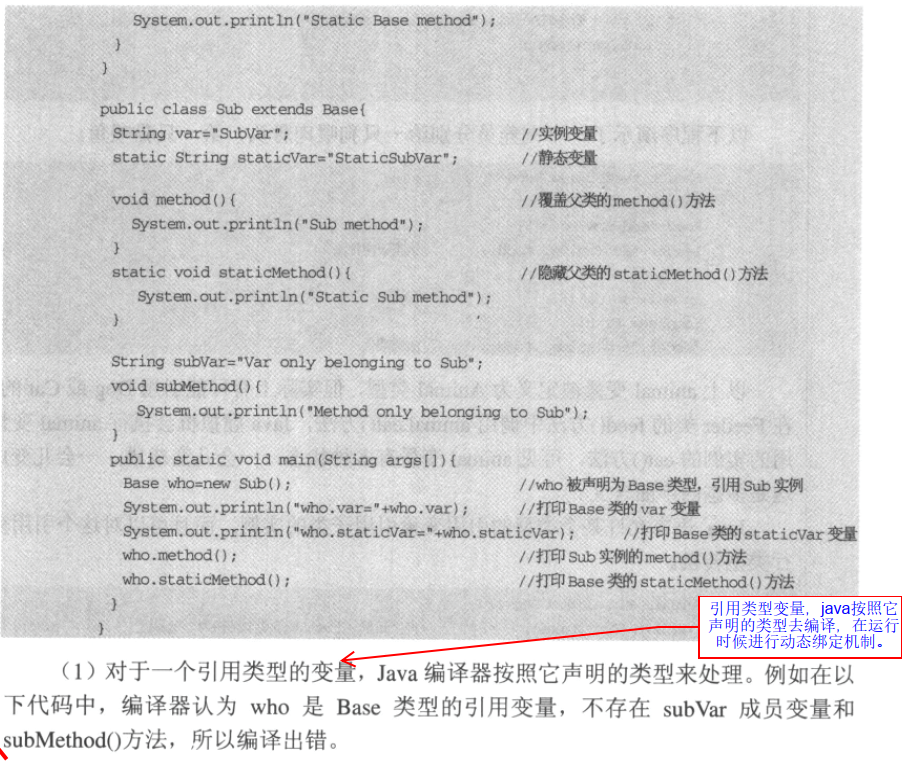 System.out.println("Static Base method");
}
}
public class Sub extends Base{
String var="SubVar"; //实例变量
static String staticVar="StaticSubVar"; //静态变量
void method(){ //覆盖父类的method()方法
System.out.println("Sub method");
}
static void staticMethod(){ //隐藏父类的staticMethod()方法
System.out.println("Static Sub method");
}
String subVar="Var only belonging to Sub";
void subMethod(){
System.out.println("Method only belonging to Sub");
}
public static void main(String args[]){
Base who=new Sub(); //who 被声明为Base类型，引用Sub实例
System.out.println("who.var="+who.var); //打印Base类的var变量
System.out.println("who.staticVar="+who.staticVar); //打印Base类的staticVar变量
who.method(); //打印Sub实例的method()方法
who.staticMethod(); //打印Base类的staticMethod()方法
}
}
引用类型变量，java按照它
声明的类型去编译，在运行
时候进行动态绑定机制。
（1）对于一个引用类型的变量，Java 编译器按照它声明的类型来处理。例如在以
下代码中，编译器认为 who 是 Base 类型的引用变量，不存在 subVar 成员变量和
subMethod()方法，所以编译出错。